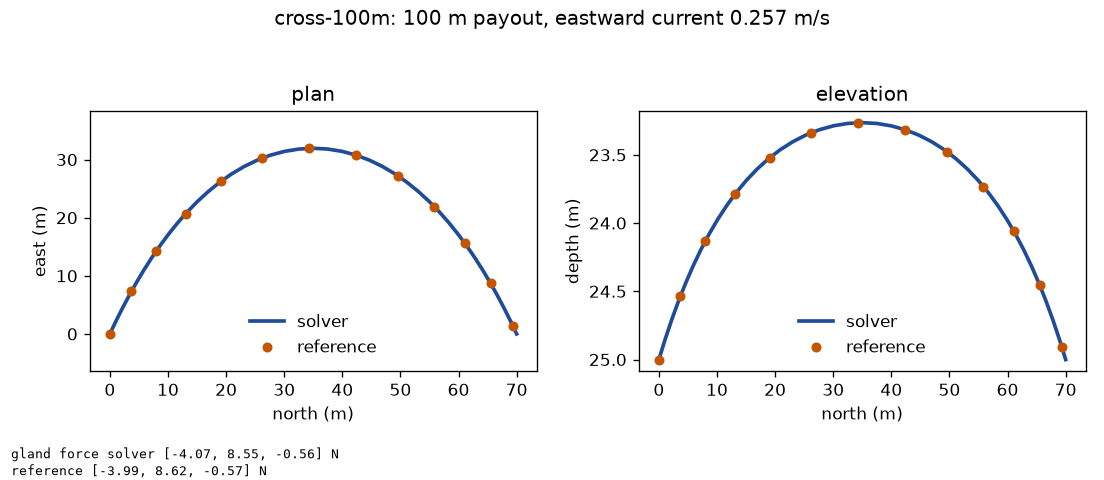 cross-100m: 100 m payout, eastward current 0.257 m/s
plan
30
20
10
0
east (m)
0 10 20 30 40 50 60 70
north (m)
solver
reference
elevation
23.5
24.0
24.5
25.0
depth (m)
0 10 20 30 40 50 60 70
north (m)
solver
reference
gland force solver [-4.07, 8.55, -0.56] N
reference [-3.99, 8.62, -0.57] N